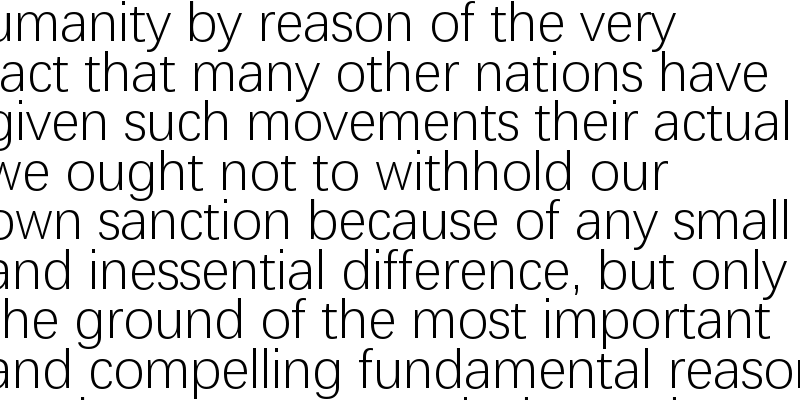 umanity by reason of the very
act that many other nations have
given such movements their actual
we ought not to withhold our
own sanction because of any small
and inessential difference, but only
the ground of the most important
and compelling fundamental reason